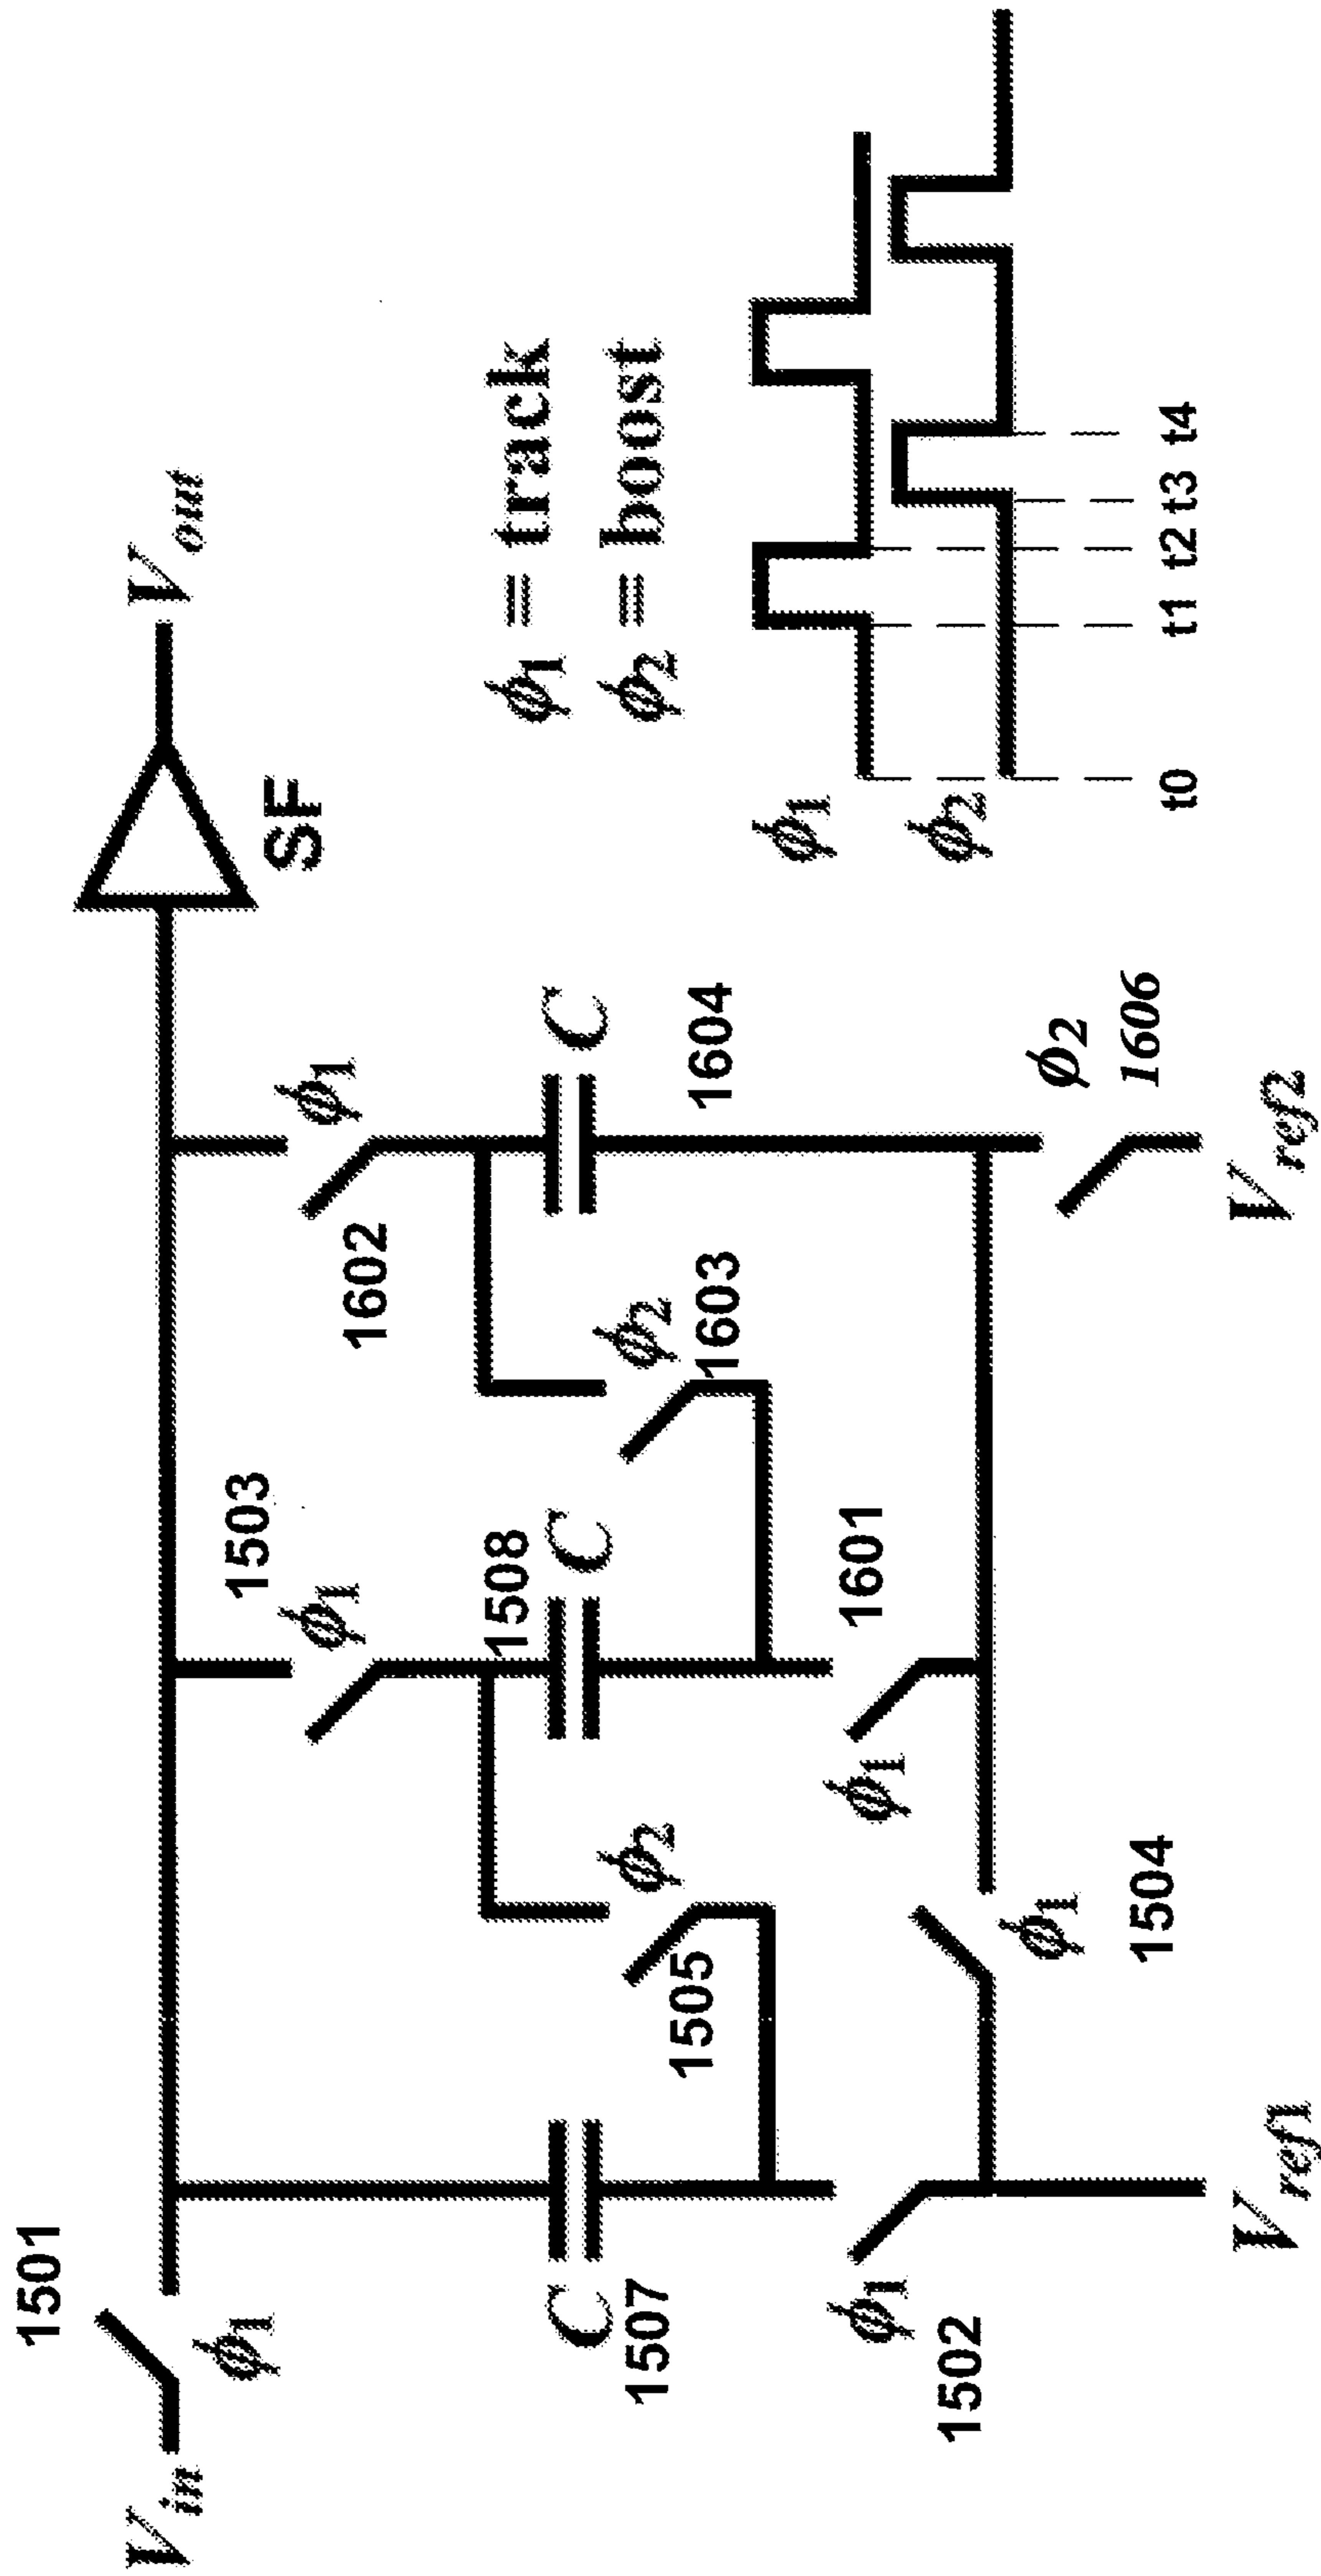 1501
V_in
ϕ1
C
1507
ϕ1
1502
V_ref1
1503
ϕ1
1508
C
1505
ϕ2
1601
ϕ1
ϕ1
1504
1602
ϕ1
C
1604
ϕ2
1603
ϕ2
1606
V_ref2
SF
V_out
ϕ1 = track
ϕ2 = boost
ϕ1
ϕ2
t0 t1 t2 t3 t4